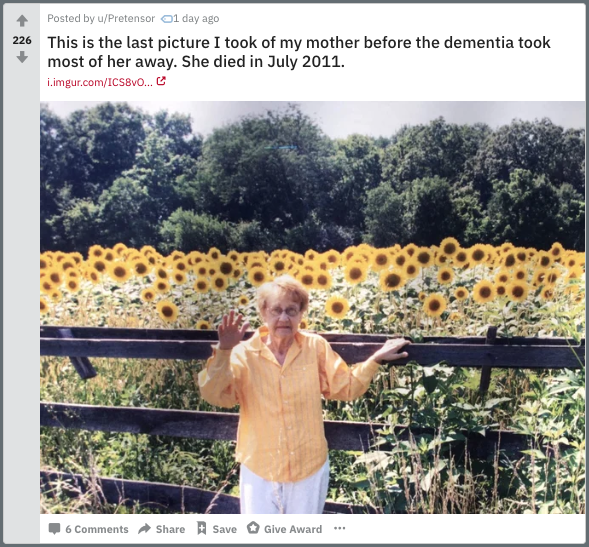 Posted by u/Pretensor 1 day ago
226
This is the last picture I took of my mother before the dementia took
most of her away. She died in July 2011.
i.imgur.com/ICS8vO...
6 Comments Share Save Give Award ...